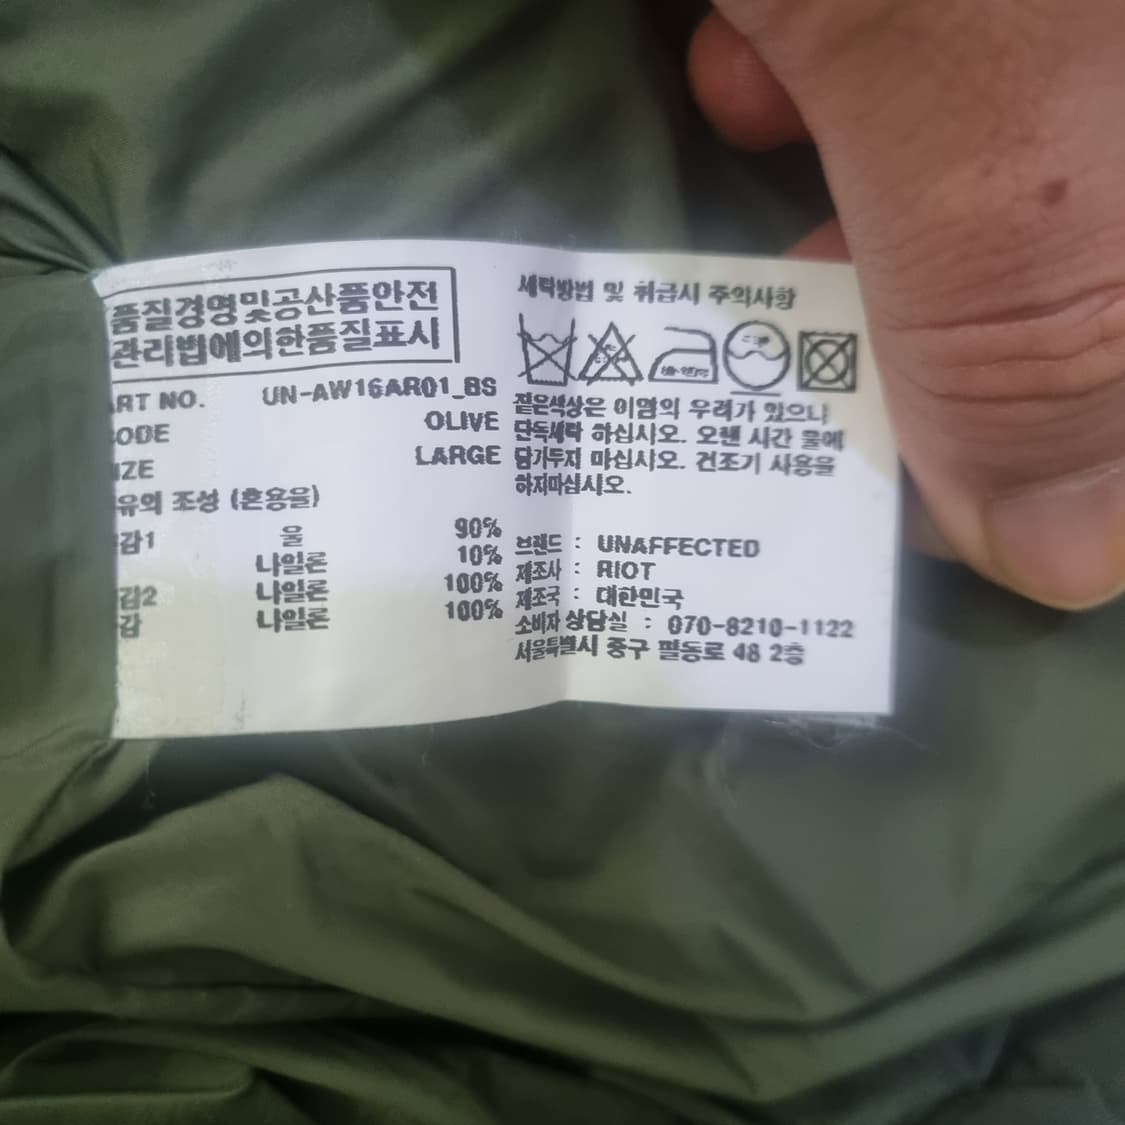 품질경영및공산품안전
관리법에의한품질표시
ART NO. UN-AW16AR01_BS
ODE OLIVE
IZE LARGE
유의 조성 (혼용율)
감1 울 90%
나일론 10%
감2 나일론 100%
감 나일론 100%
세탁방법 및 취급시 주의사항
짙은색상은 이염의 우려가 있으니
단독세탁 하십시오. 오랜 시간 물에
담가두지 마십시오. 건조기 사용을
하지마십시오.
브랜드 : UNAFFECTED
제조사 : RIOT
제조국 : 대한민국
소비자 상담실 : 070-8210-1122
서울특별시 중구 필동로 48 2층